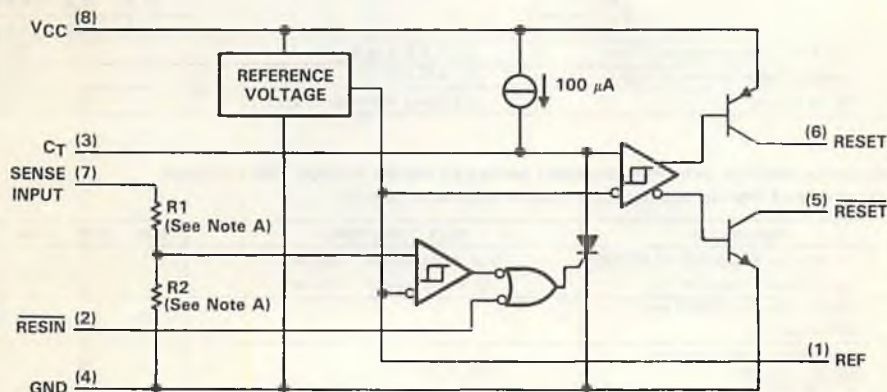 VCC (8)
REFERENCE
VOLTAGE
100 μA
CT (3)
(6) RESET
SENSE (7)
INPUT
(5) RESET
R1
(See Note A)
R2
(See Note A)
RESIN (2)
(1) REF
GND (4)